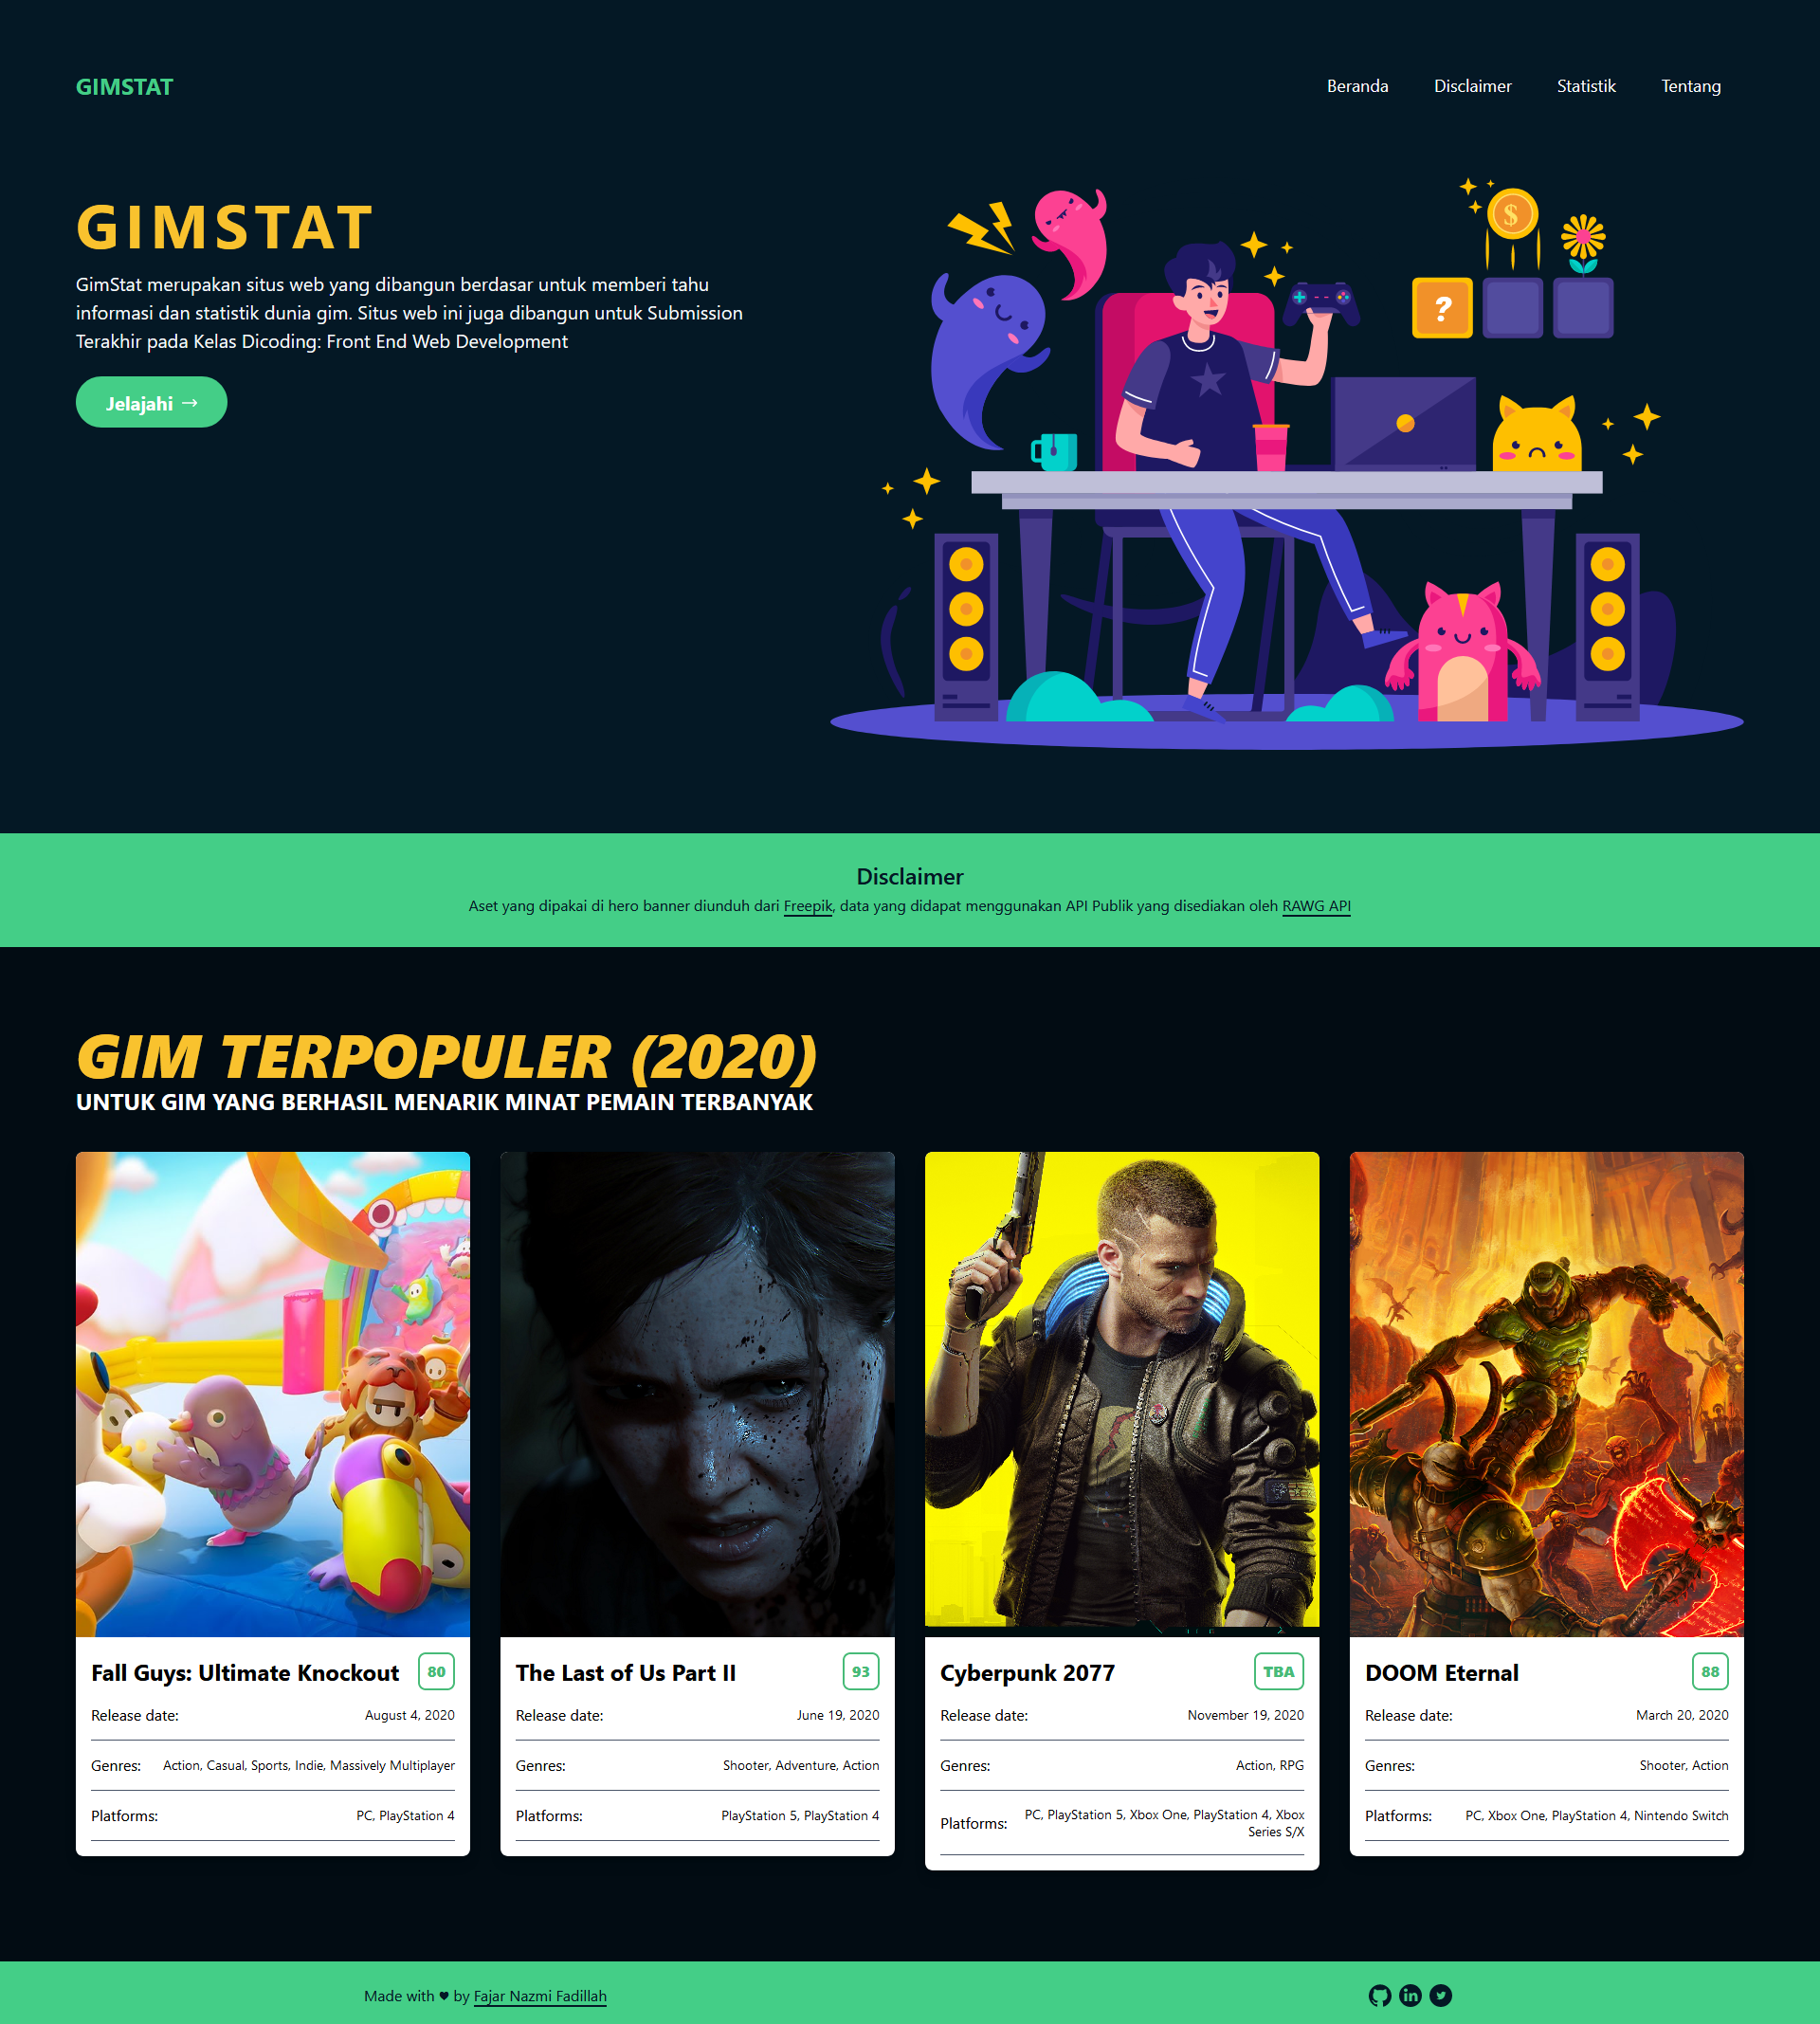 GIMSTAT
Beranda Disclaimer Statistik Tentang
GIMSTAT
GimStat merupakan situs web yang dibangun berdasar untuk memberi tahu
informasi dan statistik dunia gim. Situs web ini juga dibangun untuk Submission
Terakhir pada Kelas Dicoding: Front End Web Development
Jelajahi →
$
?
Disclaimer
Aset yang dipakai di hero banner diunduh dari Freepik, data yang didapat menggunakan API Publik yang disediakan oleh RAWG API
GIM TERPOPULER (2020)
UNTUK GIM YANG BERHASIL MENARIK MINAT PEMAIN TERBANYAK
Fall Guys: Ultimate Knockout 80
Release date: August 4, 2020
Genres: Action, Casual, Sports, Indie, Massively Multiplayer
Platforms: PC, PlayStation 4
The Last of Us Part II 93
Release date: June 19, 2020
Genres: Shooter, Adventure, Action
Platforms: PlayStation 5, PlayStation 4
Cyberpunk 2077 TBA
Release date: November 19, 2020
Genres: Action, RPG
Platforms: PC, PlayStation 5, Xbox One, PlayStation 4, Xbox
Series S/X
DOOM Eternal 88
Release date: March 20, 2020
Genres: Shooter, Action
Platforms: PC, Xbox One, PlayStation 4, Nintendo Switch
Made with ♥ by Fajar Nazmi Fadillah
in